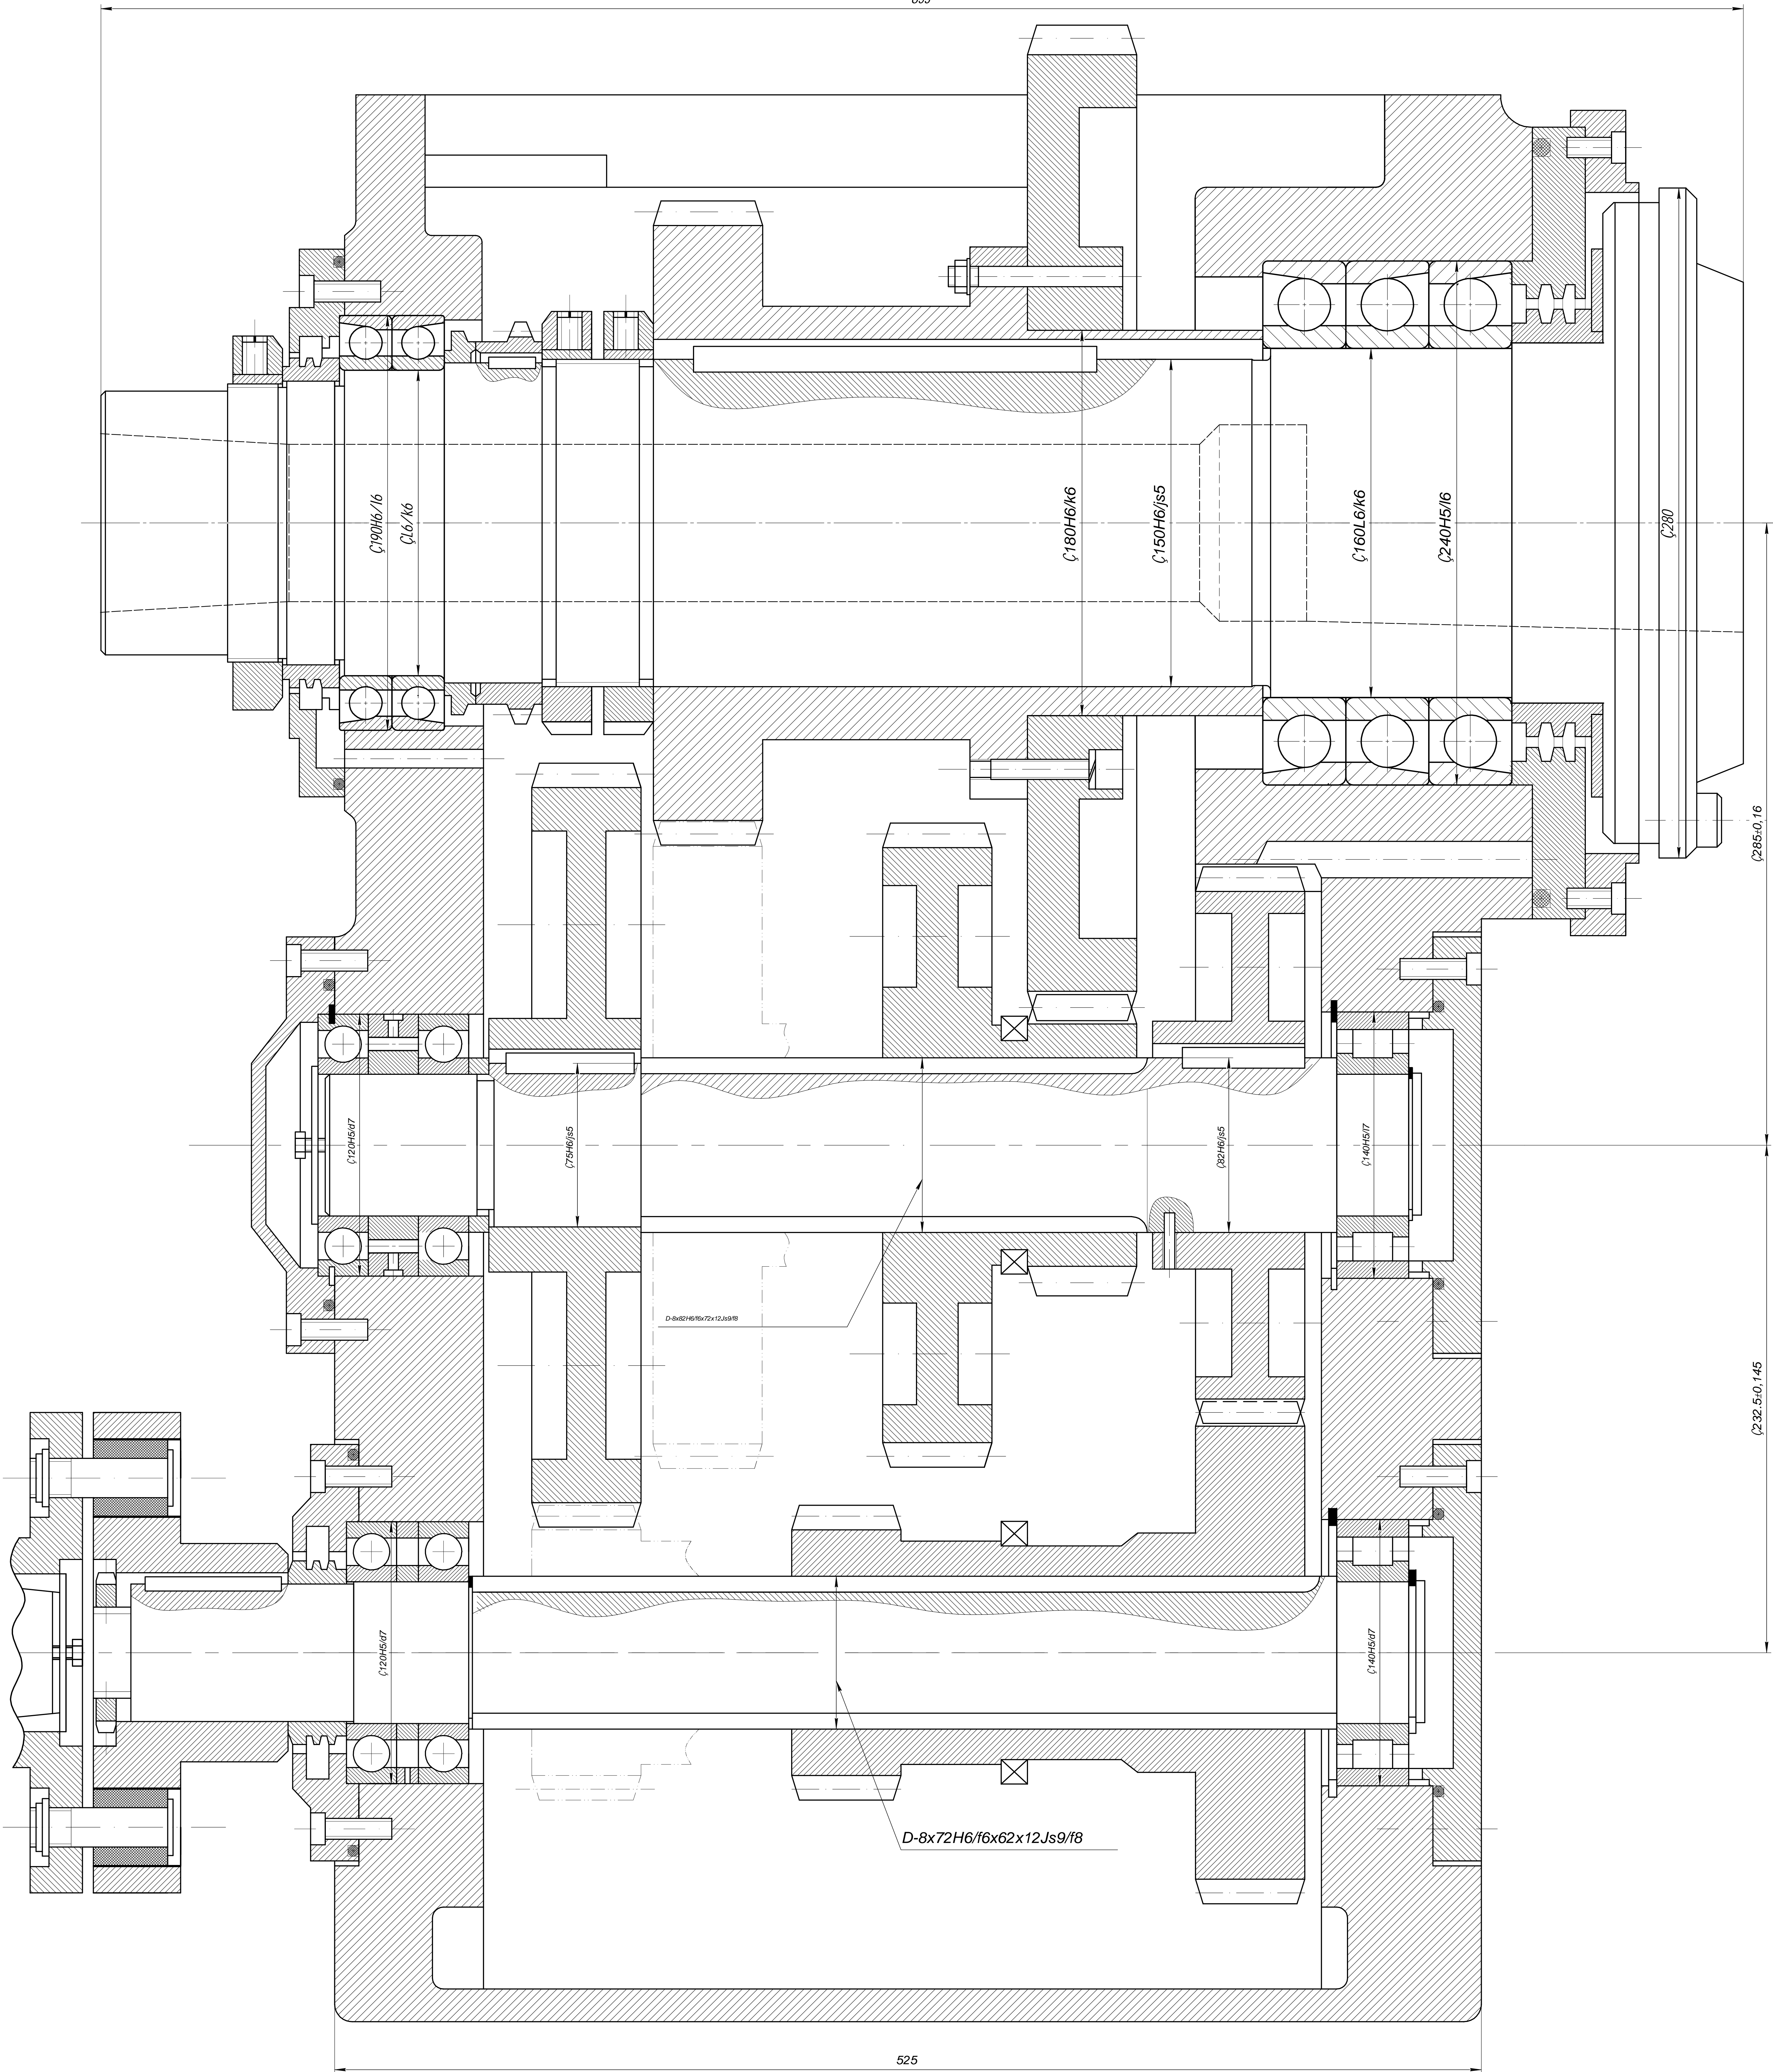 Ç190H6/l6
ÇL6/k6
Ç180H6/k6
Ç150H6/js5
Ç160L6/k6
Ç240H5/l6
Ç280
Ç285±0,16
Ç120H5/d7
Ç75H6/js5
Ç82H6/js5
Ç140H5/l7
D-8x82H6/f6x72x12Js9/f8
Ç232.5±0,145
Ç120H5/d7
Ç140H5/d7
D-8x72H6/f6x62x12Js9/f8
525